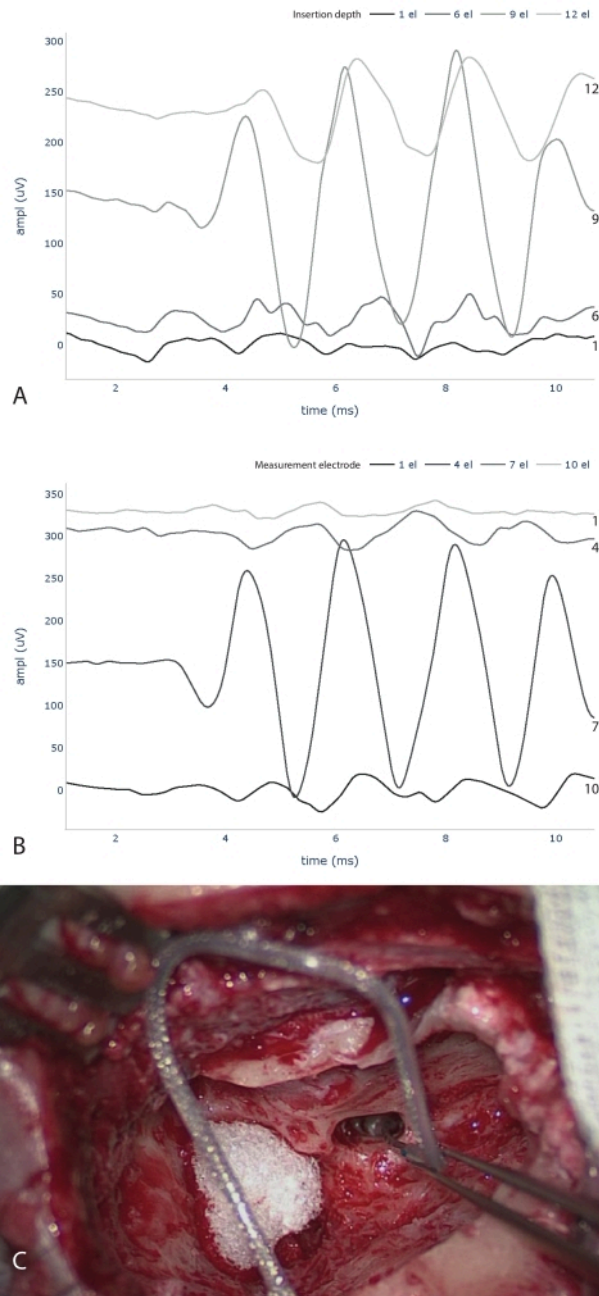 Insertion depth 1 el 6 el 9 el 12 el
300
250
200
150
100
50
0
ampl (uV)
12
9
6
1
2 4 6 8 10
time (ms)
A
Measurement electrode 1 el 4 el 7 el 10 el
350
300
250
200
150
100
50
0
ampl (uV)
1
4
7
10
2 4 6 8 10
time (ms)
B
C